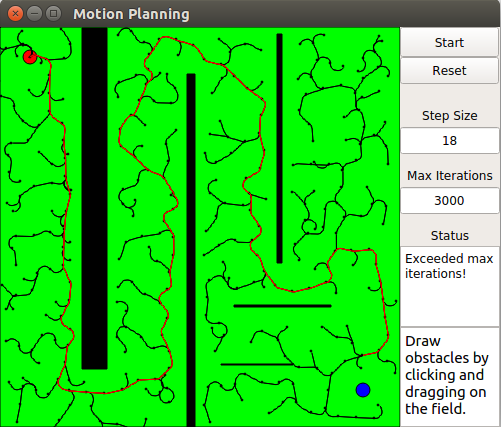 Motion Planning
Start
Reset
Step Size
18
Max Iterations
3000
Status
Exceeded max
iterations!
Draw
obstacles by
clicking and
dragging on
the field.